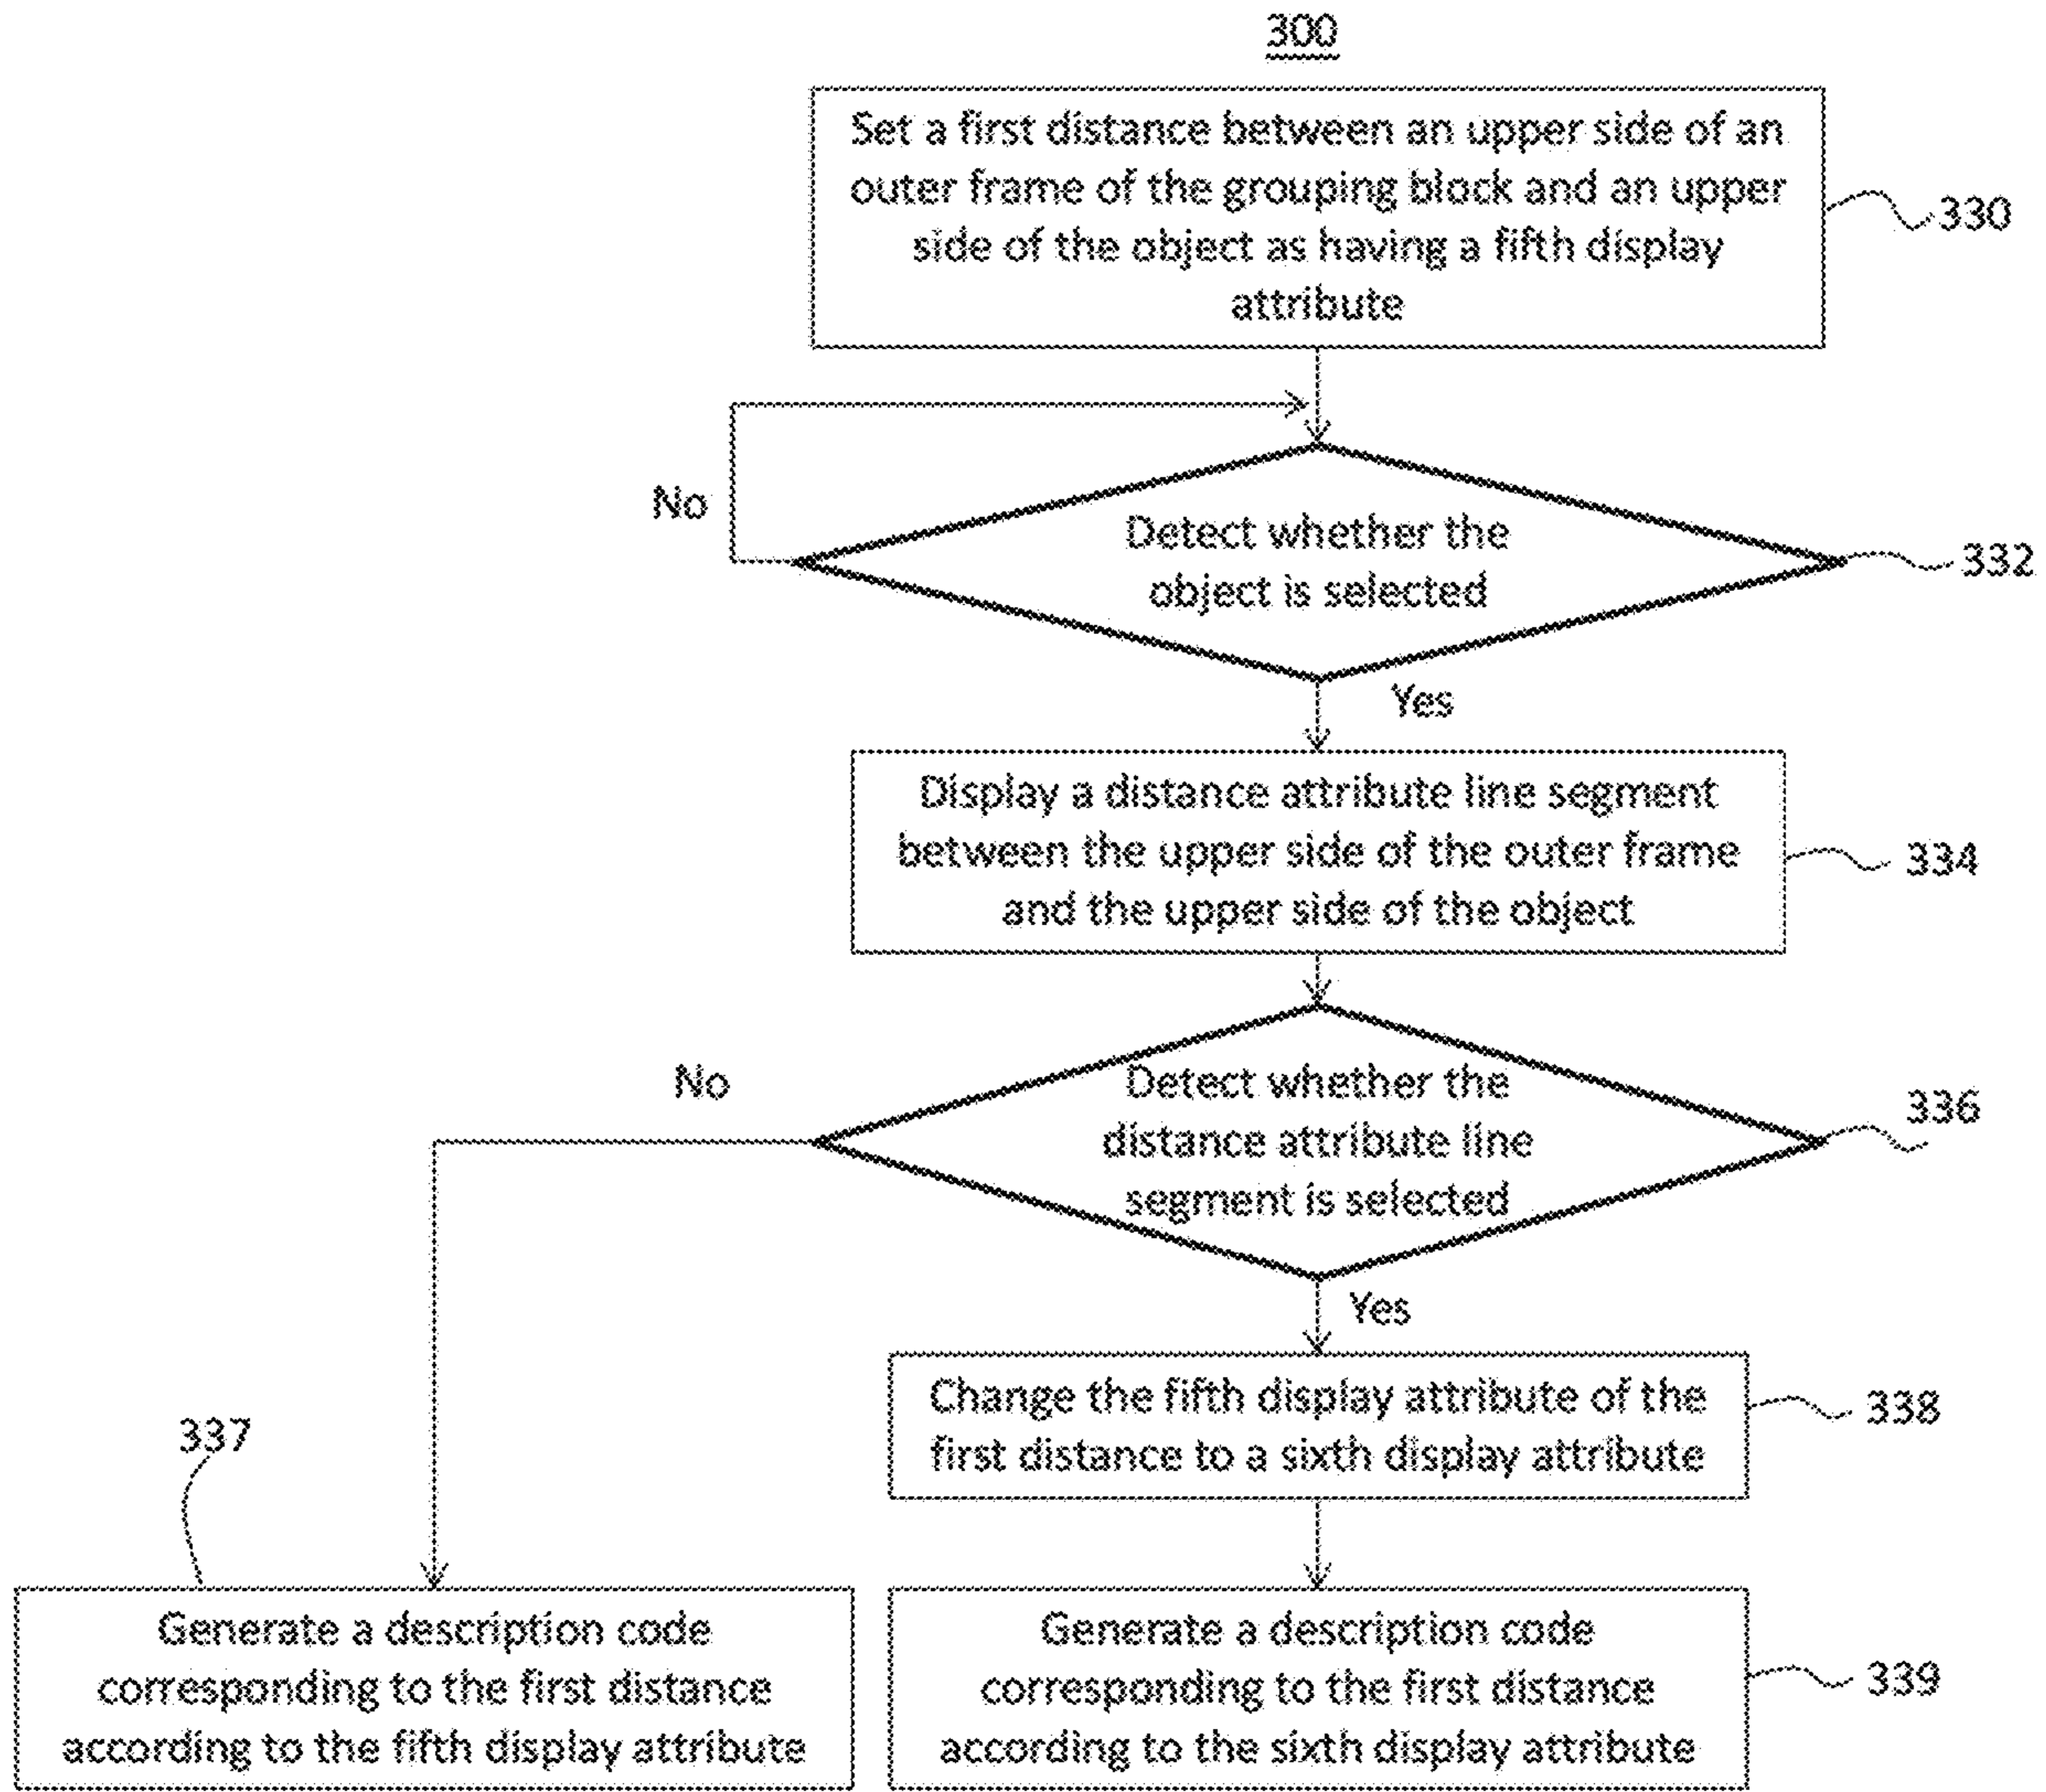 300
Set a first distance between an upper side of an
outer frame of the grouping block and an upper
side of the object as having a fifth display
attribute
330
No
Detect whether the
object is selected
332
Yes
Display a distance attribute line segment
between the upper side of the outer frame
and the upper side of the object
334
No
Detect whether the
distance attribute line
segment is selected
336
Yes
Change the fifth display attribute of the
first distance to a sixth display attribute
338
337
Generate a description code
corresponding to the first distance
according to the fifth display attribute
Generate a description code
corresponding to the first distance
according to the sixth display attribute
339